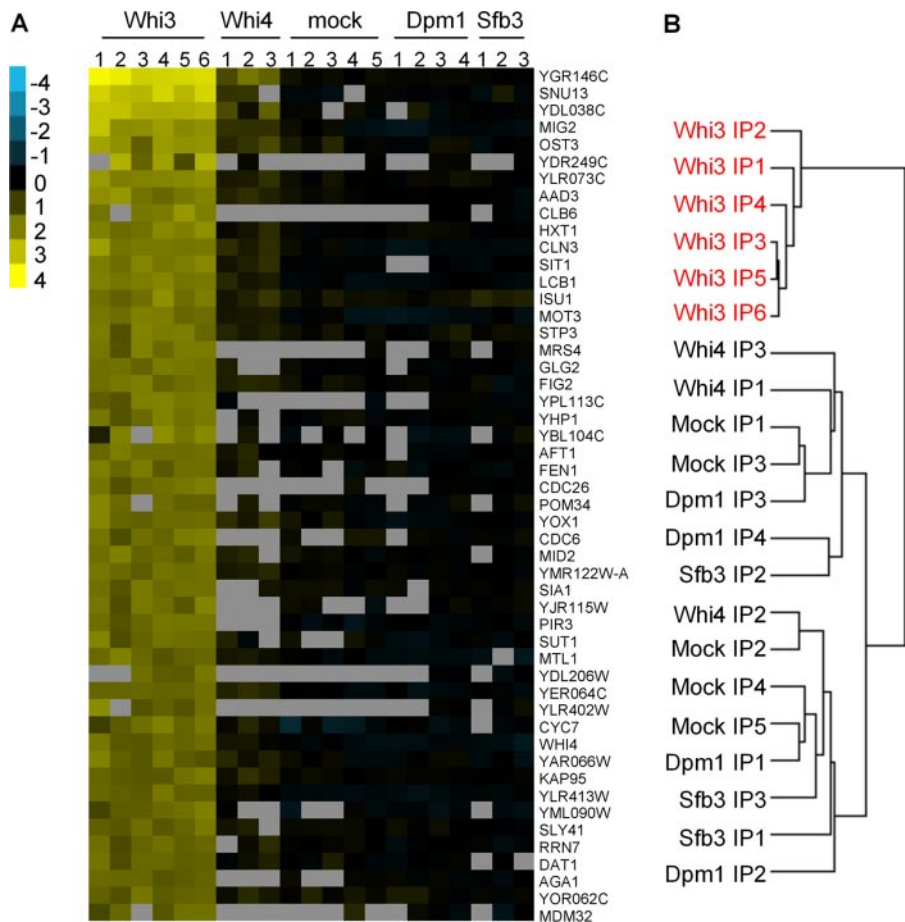 A
B
Whi3 Whi4 mock Dpm1 Sfb3
1 2 3 4 5 6 1 2 3 1 2 3 4 5 1 2 3 4 1 2 3
-4
-3
-2
-1
0
1
2
3
4
YGR146C
SNU13
YDL038C
MIG2
OST3
YDR249C
YLR073C
AAD3
CLB6
HXT1
CLN3
SIT1
LCB1
ISU1
MOT3
STP3
MRS4
GLG2
FIG2
YPL113C
YHP1
YBL104C
AFT1
FEN1
CDC26
POM34
YOX1
CDC6
MID2
YMR122W-A
SIA1
YJR115W
PIR3
SUT1
MTL1
YDL206W
YER064C
YLR402W
CYC7
WHI4
YAR066W
KAP95
YLR413W
YML090W
SLY41
RRN7
DAT1
AGA1
YOR062C
MDM32
Whi3 IP2
Whi3 IP1
Whi3 IP4
Whi3 IP3
Whi3 IP5
Whi3 IP6
Whi4 IP3
Whi4 IP1
Mock IP1
Mock IP3
Dpm1 IP3
Dpm1 IP4
Sfb3 IP2
Whi4 IP2
Mock IP2
Mock IP4
Mock IP5
Dpm1 IP1
Sfb3 IP3
Sfb3 IP1
Dpm1 IP2